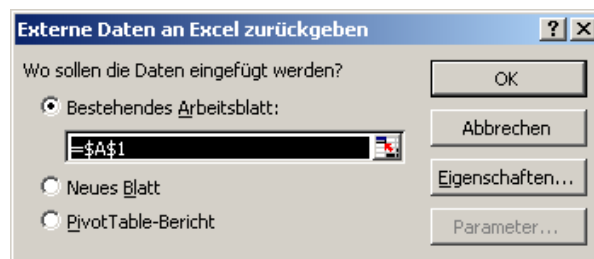 Externe Daten an Excel zurückgeben
Wo sollen die Daten eingefügt werden?
Bestehendes Arbeitsblatt:
=$A$1
Neues Blatt
PivotTable-Bericht
OK
Abbrechen
Eigenschaften...
Parameter...